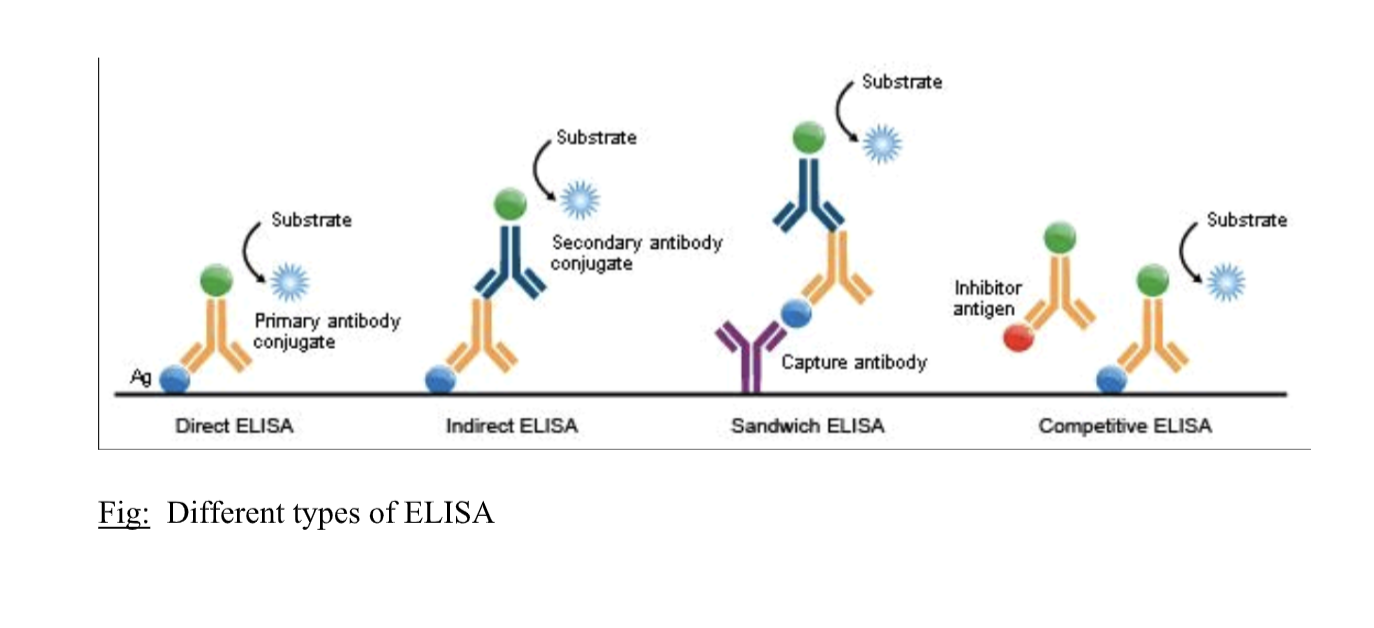 Substrate
Primary antibody
conjugate
Ag
Direct ELISA
Substrate
Secondary antibody
conjugate
Indirect ELISA
Substrate
Capture antibody
Sandwich ELISA
Inhibitor
antigen
Substrate
Competitive ELISA
Fig: Different types of ELISA